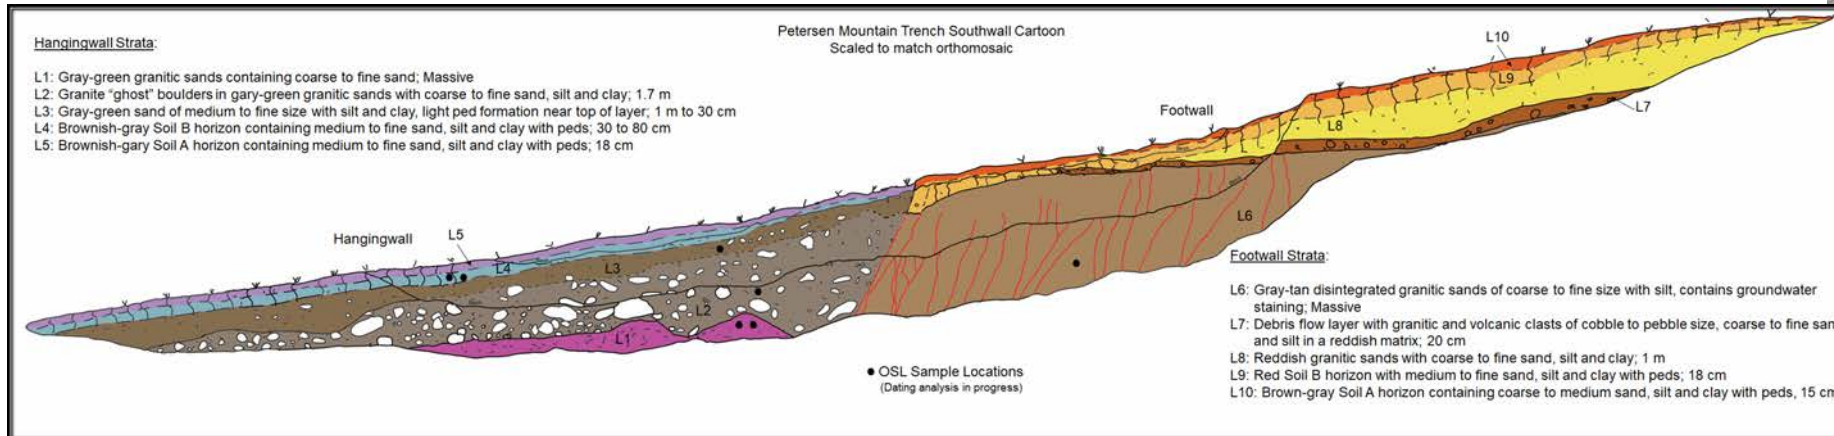 Petersen Mountain Trench Southwall Cartoon
Scaled to match orthomosaic
Hangingwall Strata:
L1: Gray-green granitic sands containing coarse to fine sand; Massive
L2: Granite “ghost” boulders in gary-green granitic sands with coarse to fine sand, silt and clay; 1.7 m
L3: Gray-green sand of medium to fine size with silt and clay, light ped formation near top of layer; 1 m to 30 cm
L4: Brownish-gray Soil B horizon containing medium to fine sand, silt and clay with peds; 30 to 80 cm
L5: Brownish-gary Soil A horizon containing medium to fine sand, silt and clay with peds; 18 cm
L10
L9
Footwall
L7
L8
L6
Hangingwall
L5
L4
L3
L2
L1
Footwall Strata:
L6: Gray-tan disintegrated granitic sands of coarse to fine size with silt, contains groundwater
staining; Massive
L7: Debris flow layer with granitic and volcanic clasts of cobble to pebble size, coarse to fine san
and silt in a reddish matrix; 20 cm
L8: Reddish granitic sands with coarse to fine sand, silt and clay; 1 m
L9: Red Soil B horizon with medium to fine sand, silt and clay with peds; 18 cm
L10: Brown-gray Soil A horizon containing coarse to medium sand, silt and clay with peds, 15 cm
● OSL Sample Locations
(Dating analysis in progress)